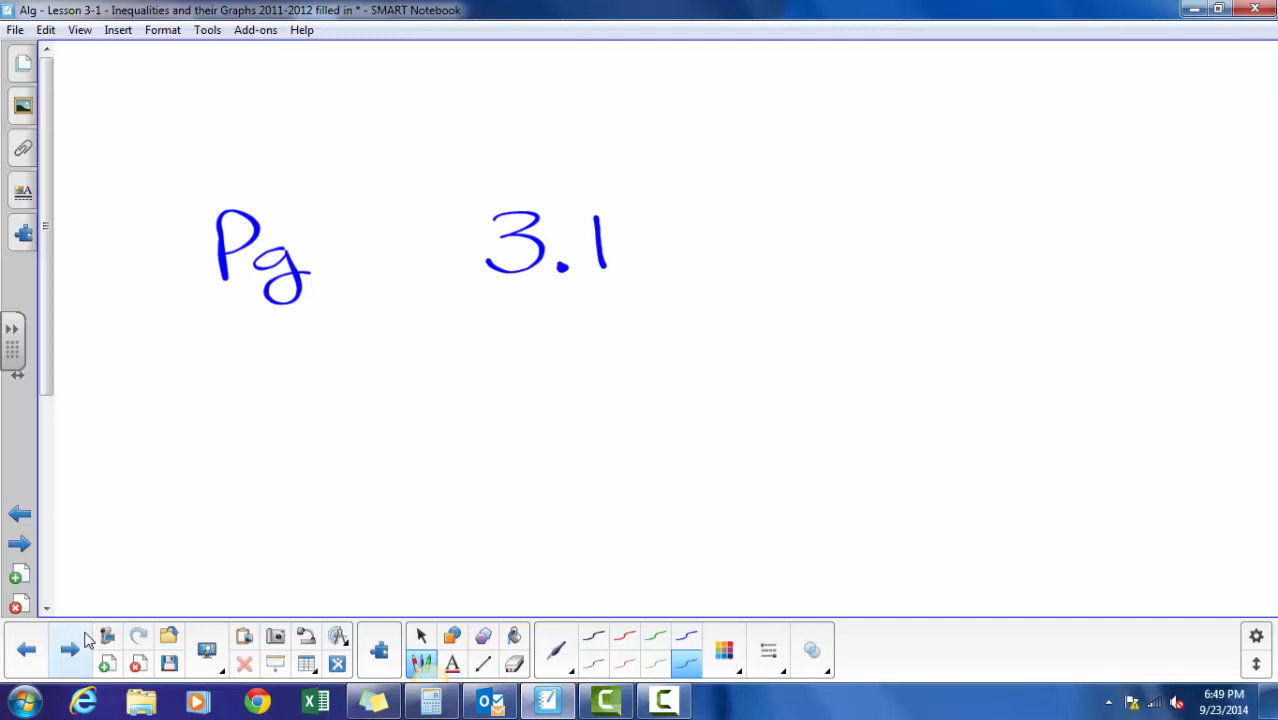 Alg - Lesson 3-1 - Inequalities and their Graphs 2011-2012 filled in * - SMART Notebook
File Edit View Insert Format Tools Add-ons Help
Pg 3.1
6:49 PM
9/23/2014